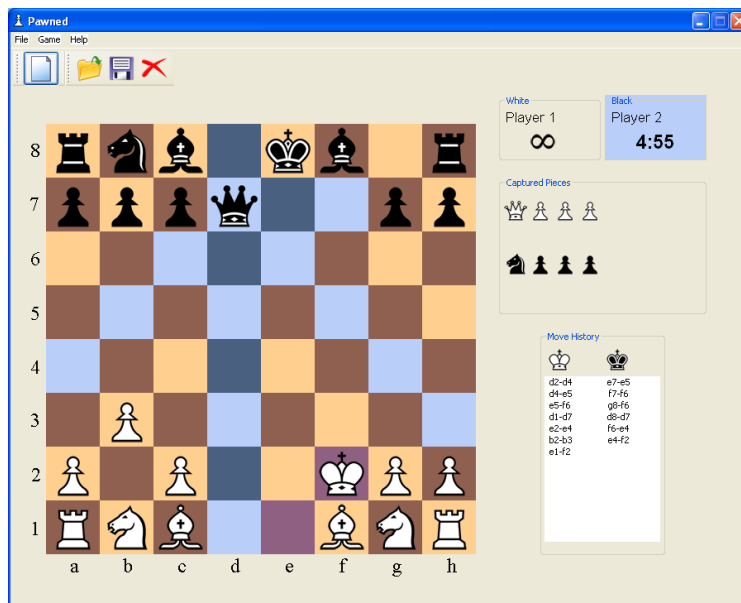 Pawned
File Game Help
White
Player 1
∞
Black
Player 2
4:55
Captured Pieces
8
7
6
5
4
3
2
1
a b c d e f g h
Move History
d2-d4 e7-e5
d4-e5 f7-f6
e5-f6 g8-f6
d1-d7 d8-d7
e2-e4 f6-e4
b2-b3 e4-f2
e1-f2